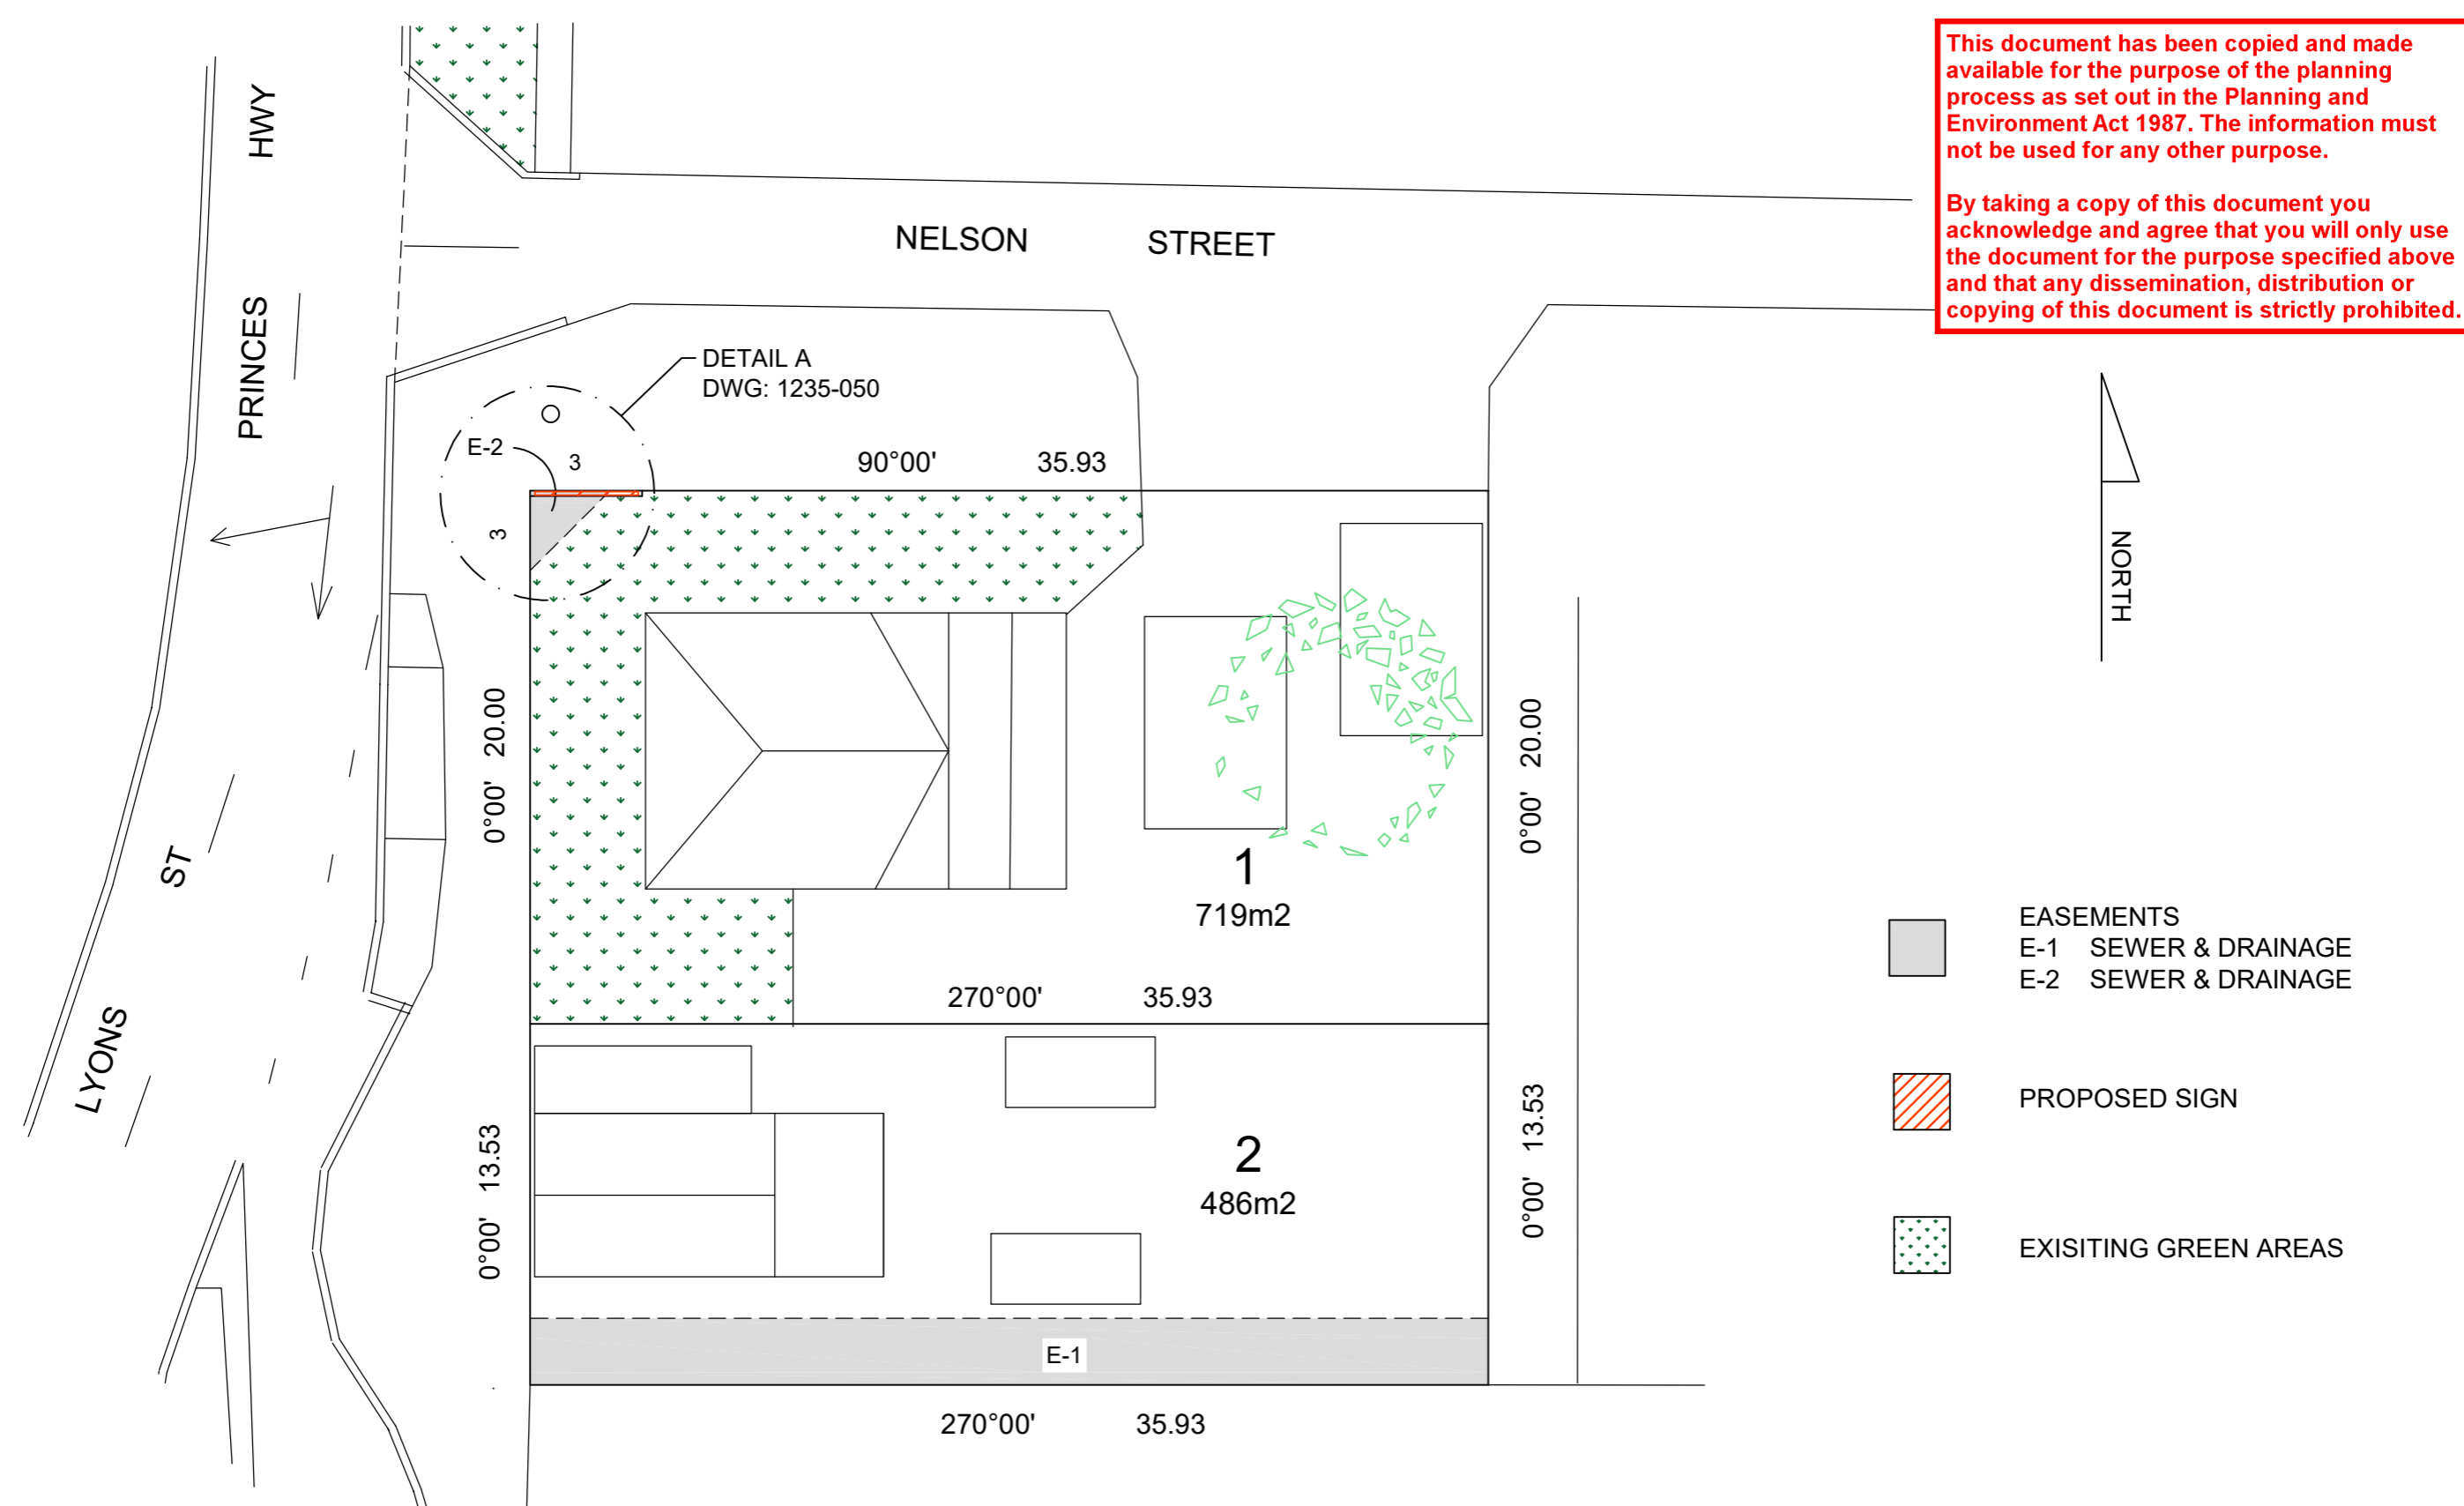 This document has been copied and made
available for the purpose of the planning
process as set out in the Planning and
Environment Act 1987. The information must
not be used for any other purpose.
By taking a copy of this document you
acknowledge and agree that you will only use
the document for the purpose specified above
and that any dissemination, distribution or
copying of this document is strictly prohibited.
PRINCES HWY
NELSON STREET
DETAIL A
DWG: 1235-050
E-2
3
3
90°00' 35.93
NORTH
0°00' 20.00
0°00' 20.00
1
719m2
LYONS ST
270°00' 35.93
0°00' 13.53
0°00' 13.53
2
486m2
E-1
270°00' 35.93
EASEMENTS
E-1 SEWER & DRAINAGE
E-2 SEWER & DRAINAGE
PROPOSED SIGN
EXISITING GREEN AREAS